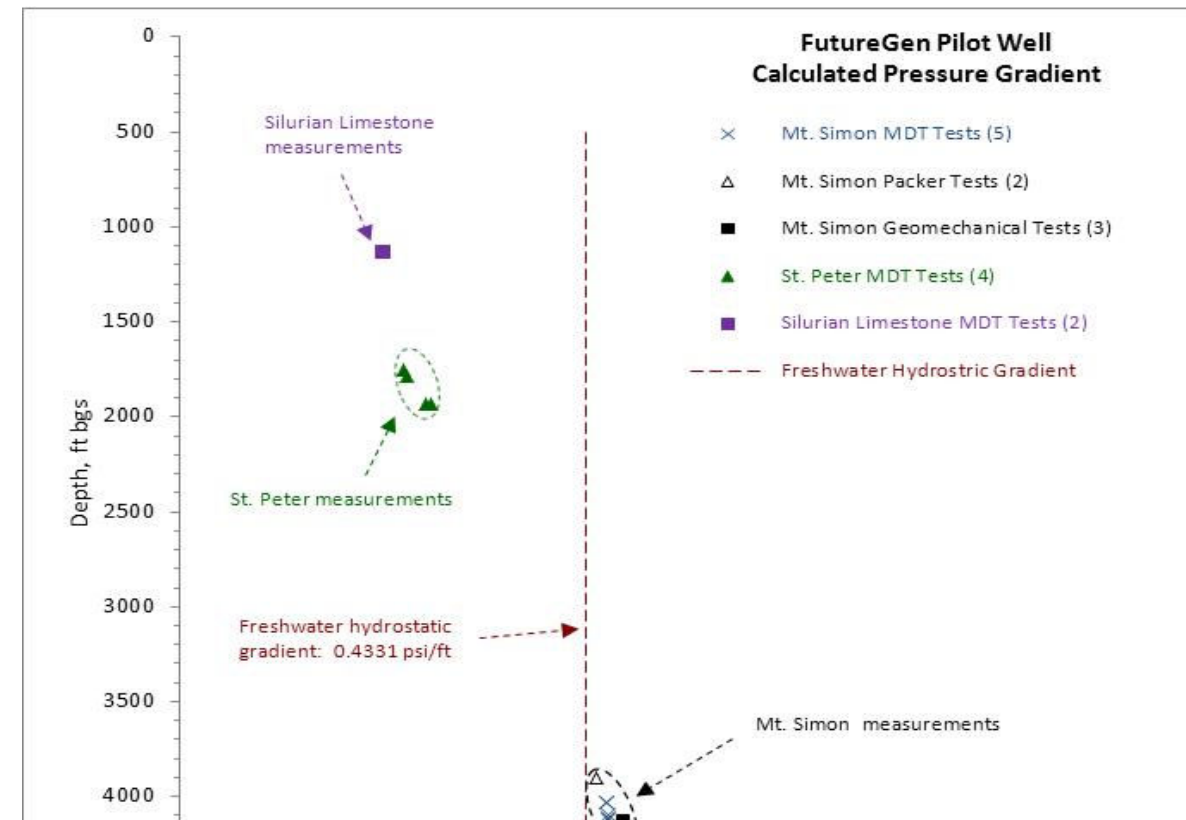 FutureGen Pilot Well
Calculated Pressure Gradient
Mt. Simon MDT Tests (5)
Mt. Simon Packer Tests (2)
Mt. Simon Geomechanical Tests (3)
St. Peter MDT Tests (4)
Silurian Limestone MDT Tests (2)
Freshwater Hydrostric Gradient
Depth, ft bgs
0
500
1000
1500
2000
2500
3000
3500
4000
Silurian Limestone
measurements
St. Peter measurements
Freshwater hydrostatic
gradient: 0.4331 psi/ft
Mt. Simon measurements